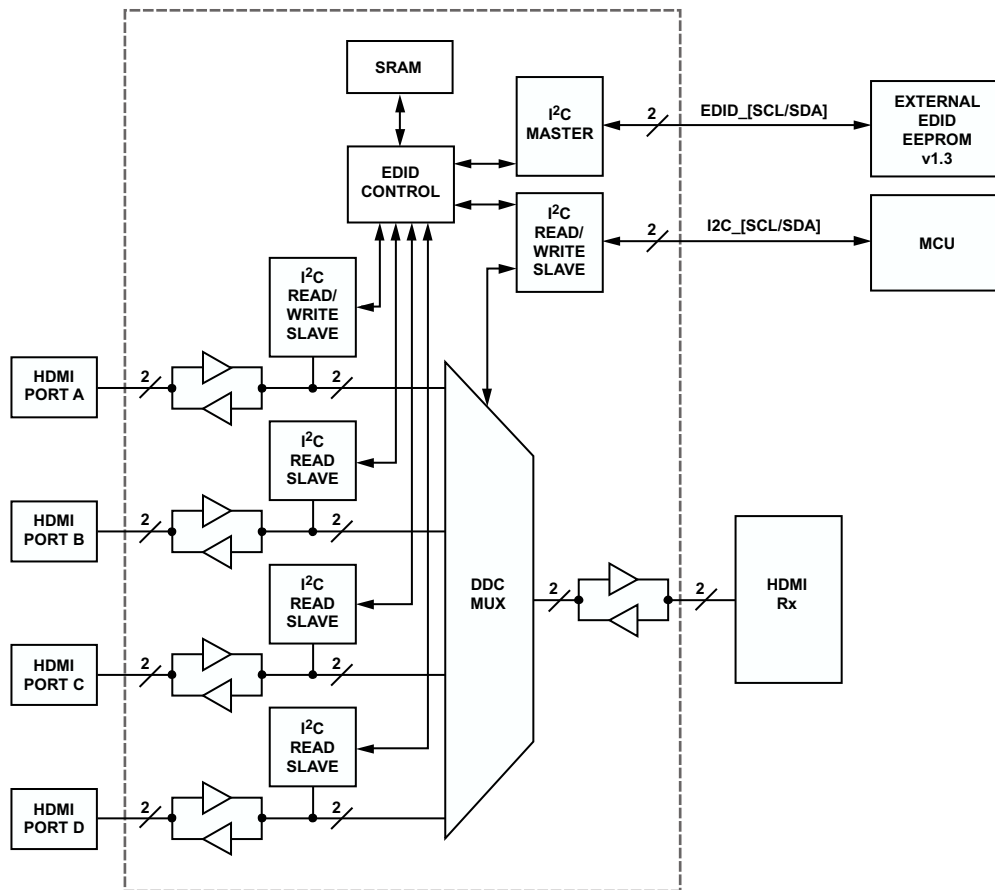 SRAM
I²C
MASTER
2
EDID_[SCL/SDA]
EXTERNAL
EDID
EEPROM
v1.3
EDID
CONTROL
I²C
READ/
WRITE
SLAVE
2
I2C_[SCL/SDA]
MCU
I²C
READ/
WRITE
SLAVE
HDMI
PORT A
2
2
I²C
READ
SLAVE
HDMI
PORT B
2
2
I²C
READ
SLAVE
DDC
MUX
2
2
HDMI
Rx
HDMI
PORT C
2
2
I²C
READ
SLAVE
HDMI
PORT D
2
2